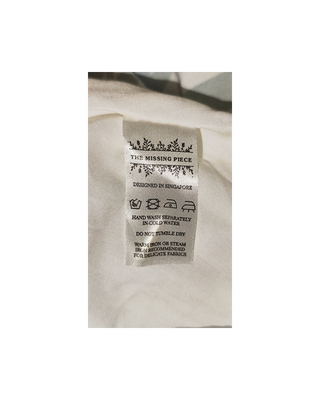 THE MISSING PIECE
DESIGNED IN SINGAPORE
HAND WASH SEPARATELY
IN COLD WATER
DO NOT TUMBLE DRY
WARM IRON OR STEAM
IRON RECOMMENDED
FOR DELICATE FABRICS